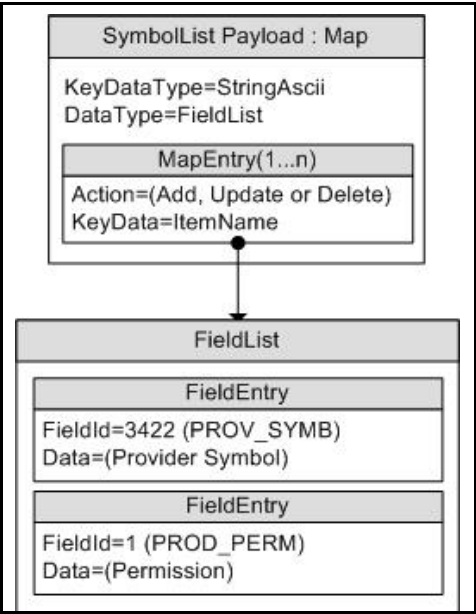 SymbolList Payload : Map
KeyDataType=StringAscii
DataType=FieldList
MapEntry(1...n)
Action=(Add, Update or Delete)
KeyData=ItemName
FieldList
FieldEntry
FieldId=3422 (PROV_SYMB)
Data=(Provider Symbol)
FieldEntry
FieldId=1 (PROD_PERM)
Data=(Permission)